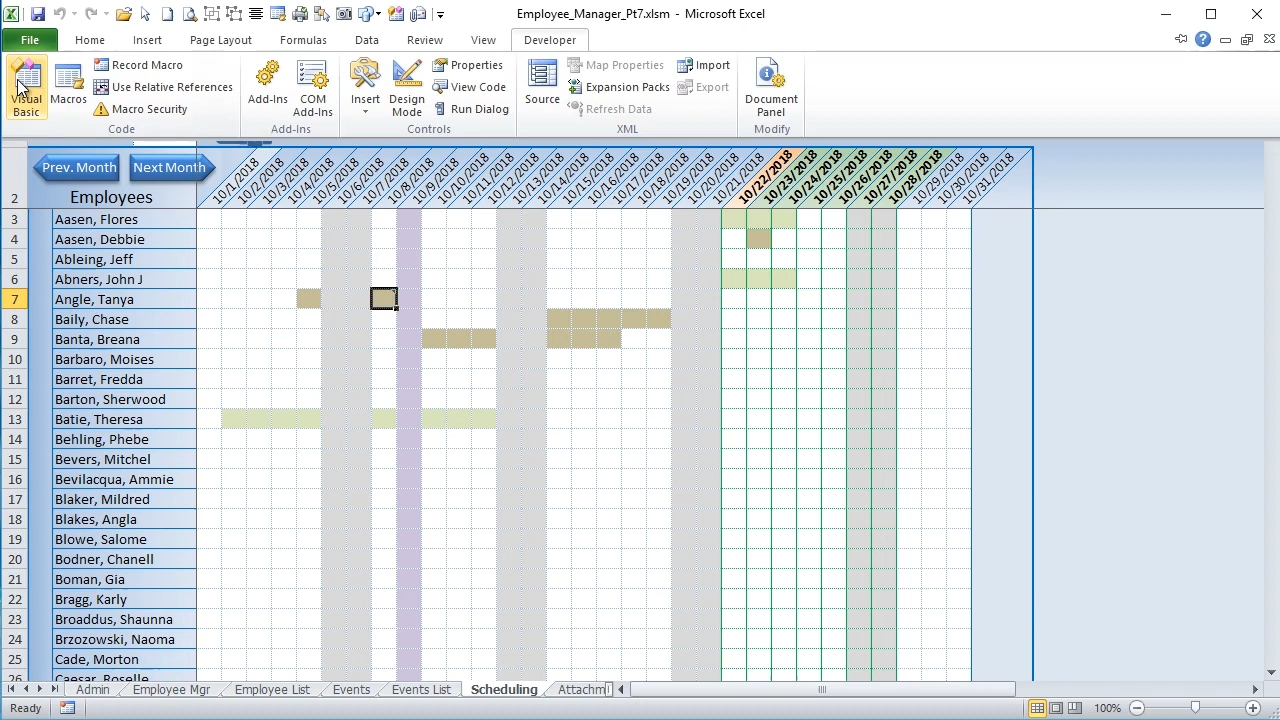 Employee_Manager_Pt7.xlsm - Microsoft Excel
File Home Insert Page Layout Formulas Data Review View Developer
Visual Basic
Macros
Record Macro
Use Relative References
Macro Security
Code
Add-Ins
COM Add-Ins
Add-Ins
Insert
Design Mode
Properties
View Code
Run Dialog
Controls
Source
Map Properties
Expansion Packs
Refresh Data
Import
Export
XML
Document Panel
Modify
Prev. Month Next Month
10/1/2018 10/2/2018 10/3/2018 10/4/2018 10/5/2018 10/6/2018 10/7/2018 10/8/2018 10/9/2018 10/10/2018 10/11/2018 10/12/2018 10/13/2018 10/14/2018 10/15/2018 10/16/2018 10/17/2018 10/18/2018 10/19/2018 10/20/2018 10/21/2018 10/22/2018 10/23/2018 10/24/2018 10/25/2018 10/26/2018 10/27/2018 10/28/2018 10/29/2018 10/30/2018 10/31/2018
2 Employees
3 Aasen, Flores
4 Aasen, Debbie
5 Ableing, Jeff
6 Abners, John J
7 Angle, Tanya
8 Baily, Chase
9 Banta, Breana
10 Barbaro, Moises
11 Barret, Fredda
12 Barton, Sherwood
13 Batie, Theresa
14 Behling, Phebe
15 Bevers, Mitchel
16 Bevilacqua, Ammie
17 Blaker, Mildred
18 Blakes, Angla
19 Blowe, Salome
20 Bodner, Chanell
21 Boman, Gia
22 Bragg, Karly
23 Broaddus, Shaunna
24 Brzozowski, Naoma
25 Cade, Morton
26 Caesar, Roselle
Admin Employee Mgr Employee List Events Events List Scheduling Attachm
Ready 100%